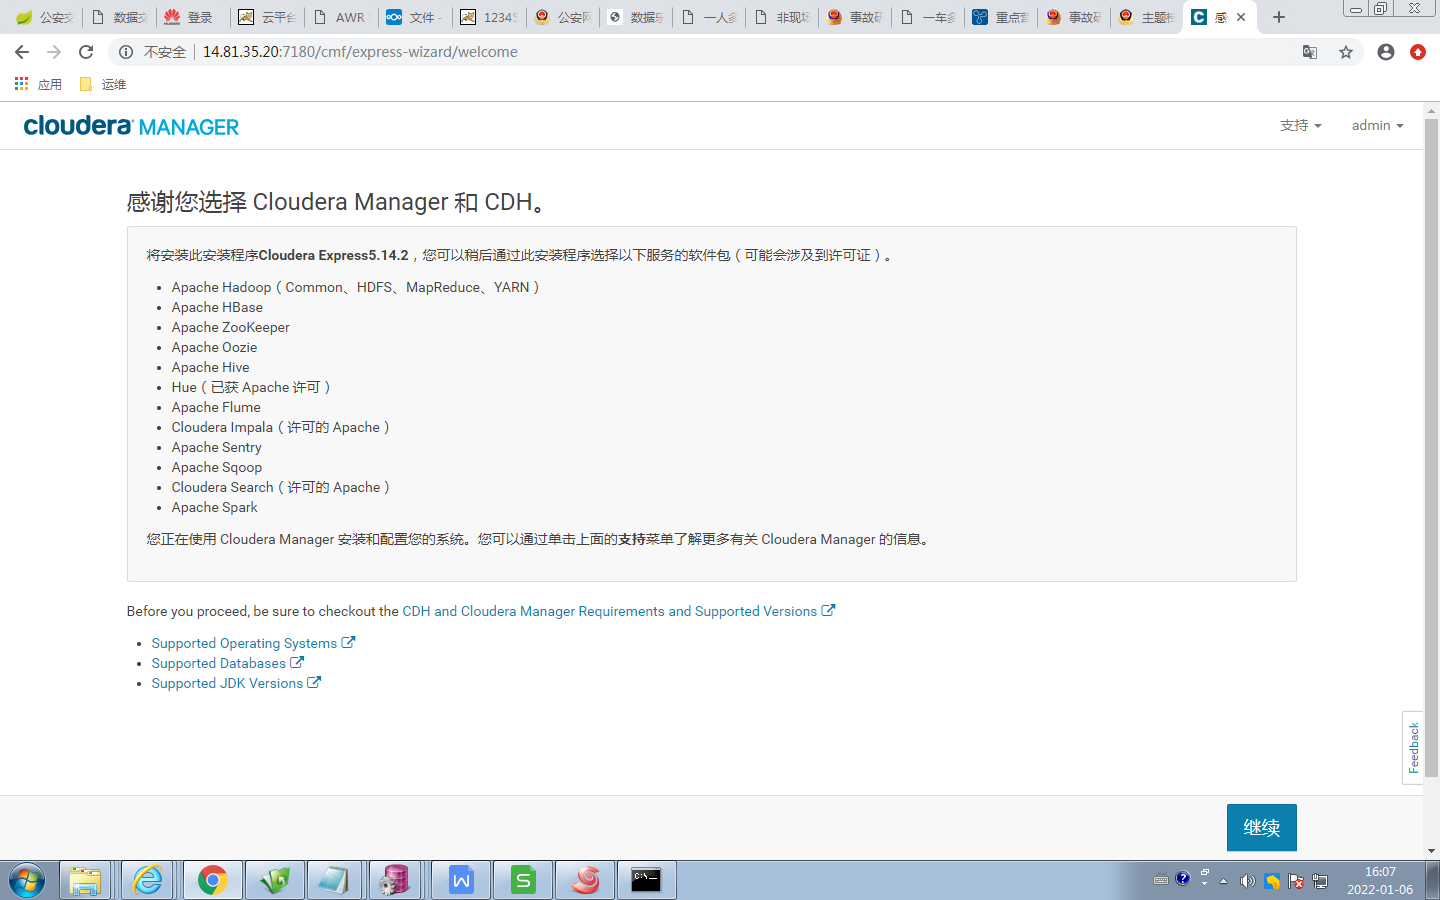 公安交 数据交 登录 云平台 AWR 文件 - 12345 公安网 数据质 一人多 非现场 事故研 一车多 重点营 事故研 主题栏 感
不安全 14.81.35.20:7180/cmf/express-wizard/welcome
应用 运维
cloudera MANAGER
支持 admin
感谢您选择 Cloudera Manager 和 CDH。
将安装此安装程序Cloudera Express5.14.2，您可以稍后通过此安装程序选择以下服务的软件包（可能会涉及到许可证）。
Apache Hadoop（Common、HDFS、MapReduce、YARN）
Apache HBase
Apache ZooKeeper
Apache Oozie
Apache Hive
Hue（已获 Apache 许可）
Apache Flume
Cloudera Impala（许可的 Apache）
Apache Sentry
Apache Sqoop
Cloudera Search（许可的 Apache）
Apache Spark
您正在使用 Cloudera Manager 安装和配置您的系统。您可以通过单击上面的支持菜单了解更多有关 Cloudera Manager 的信息。
Before you proceed, be sure to checkout the CDH and Cloudera Manager Requirements and Supported Versions
Supported Operating Systems
Supported Databases
Supported JDK Versions
Feedback
继续
16:07
2022-01-06